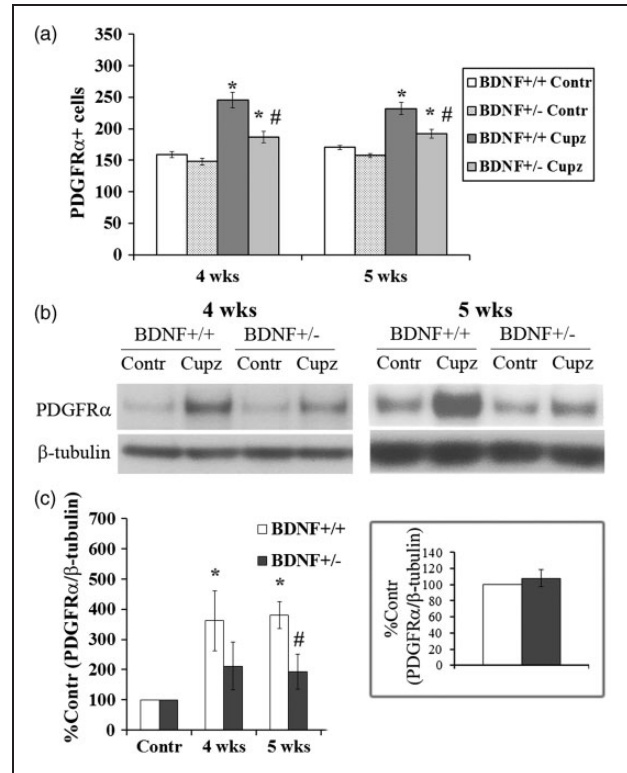 (a)
PDGFRα+ cells
350
300
250
200
150
100
50
0
* * # * * #
4 wks 5 wks
BDNF+/+ Contr
BDNF+/- Contr
BDNF+/+ Cupz
BDNF+/- Cupz
(b)
4 wks 5 wks
BDNF+/+ BDNF+/- BDNF+/+ BDNF+/-
Contr Cupz Contr Cupz Contr Cupz Contr Cupz
PDGFRα
β-tubulin
(c)
%Contr (PDGFRα/β-tubulin)
700
600
500
400
300
200
100
0
BDNF+/+
BDNF+/-
* * #
Contr 4 wks 5 wks
%Contr
(PDGFRα/β-tubulin)
140
120
100
80
60
40
20
0